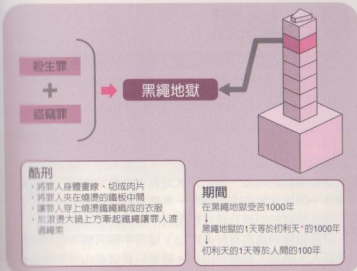 殺生罪
+
竊竊罪
黑繩地獄
酷刑
・將罪人身體畫線、切成肉片
・將罪人夾在燒燙的鐵板中間
・讓罪人穿上燒燙鐵繩編成的衣服
・於滾燙大鍋上方牽起鐵繩讓罪人渡
過繩索
期間
在黑繩地獄受苦1000年
↓
黑繩地獄的1天等於忉利天*的1000年
↓
忉利天的1天等於人間的100年